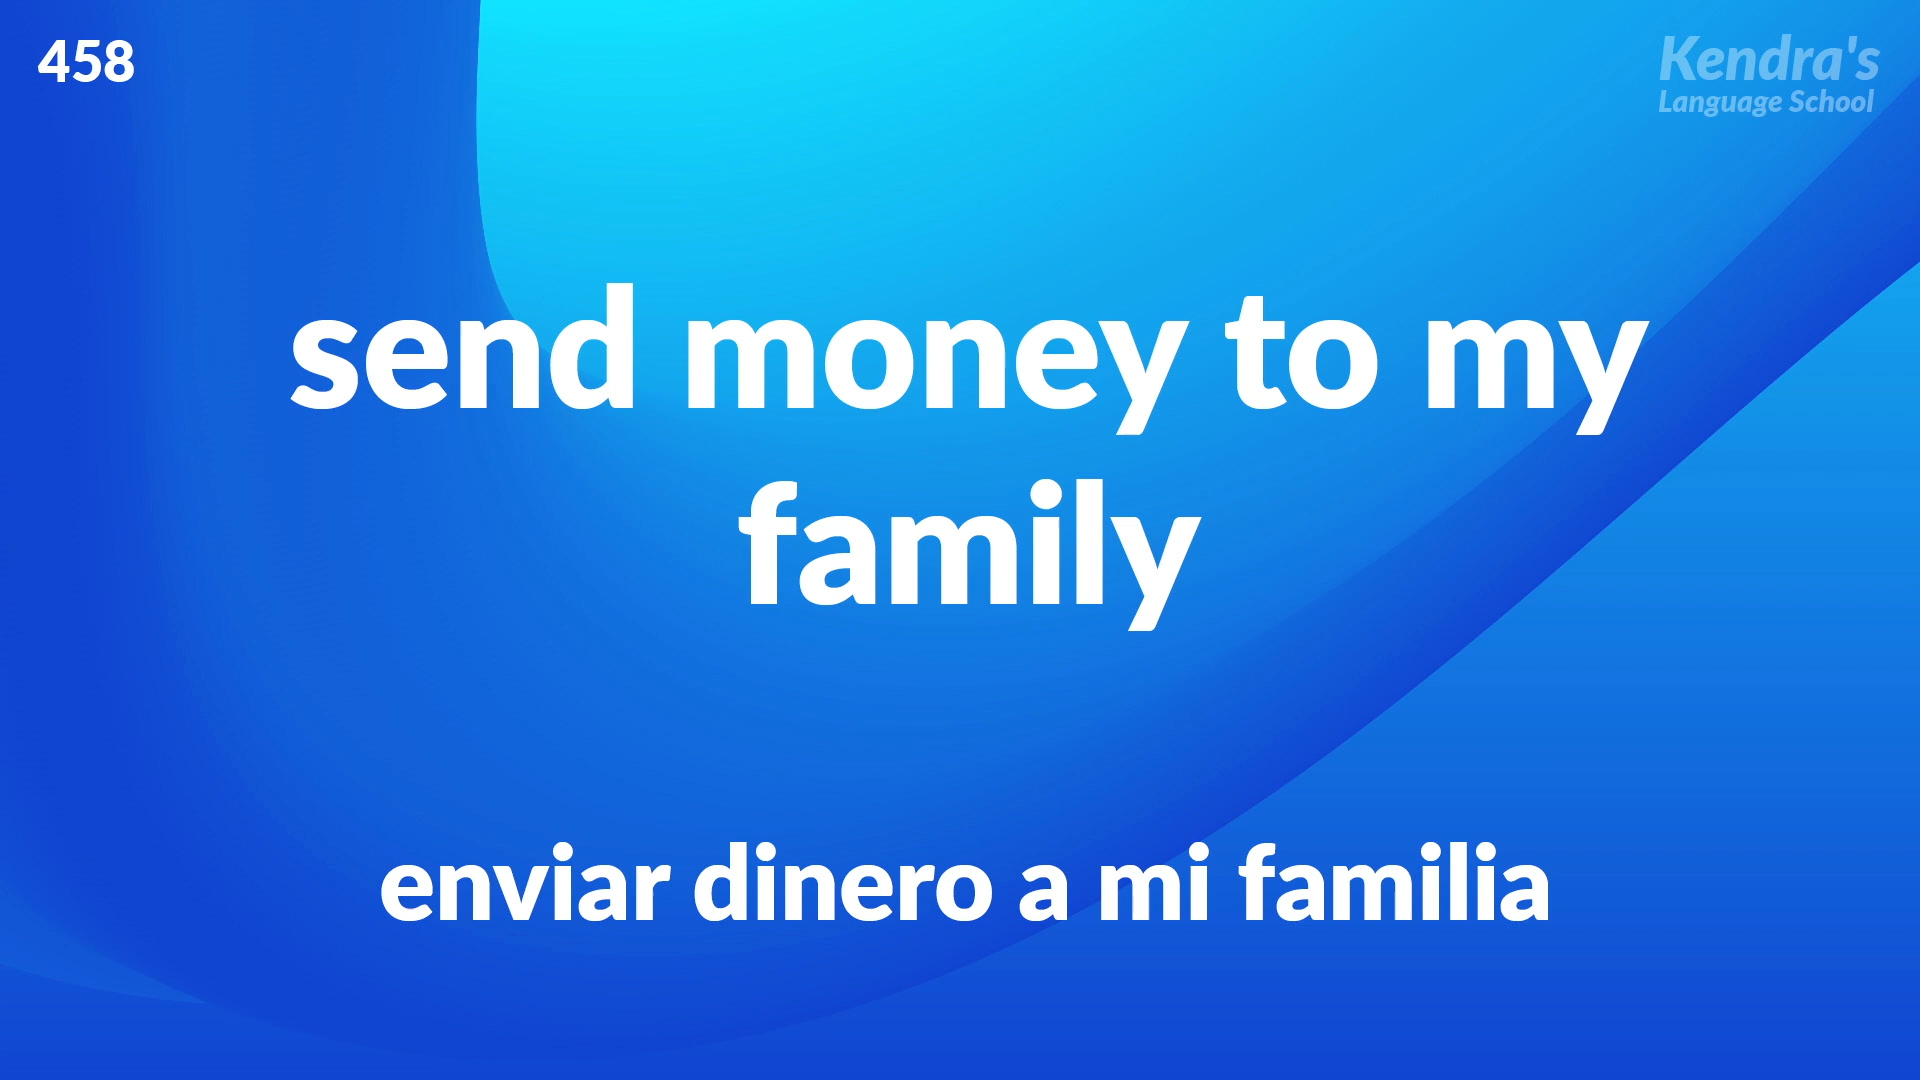 458
Kendra's
Language School
send money to my
family
enviar dinero a mi familia